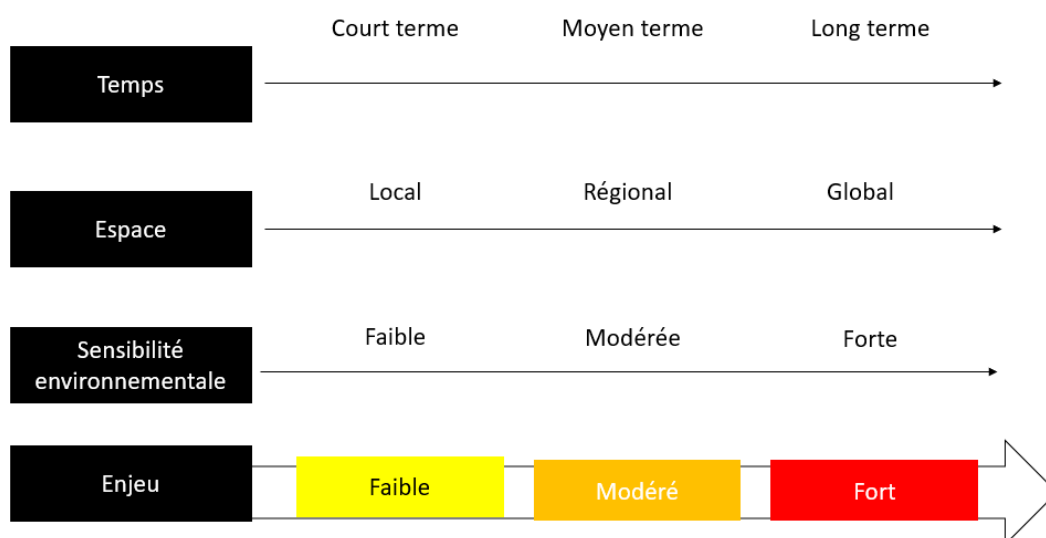 Court terme Moyen terme Long terme
Temps
Local Régional Global
Espace
Faible Modérée Forte
Sensibilité
environnementale
Enjeu Faible Modéré Fort